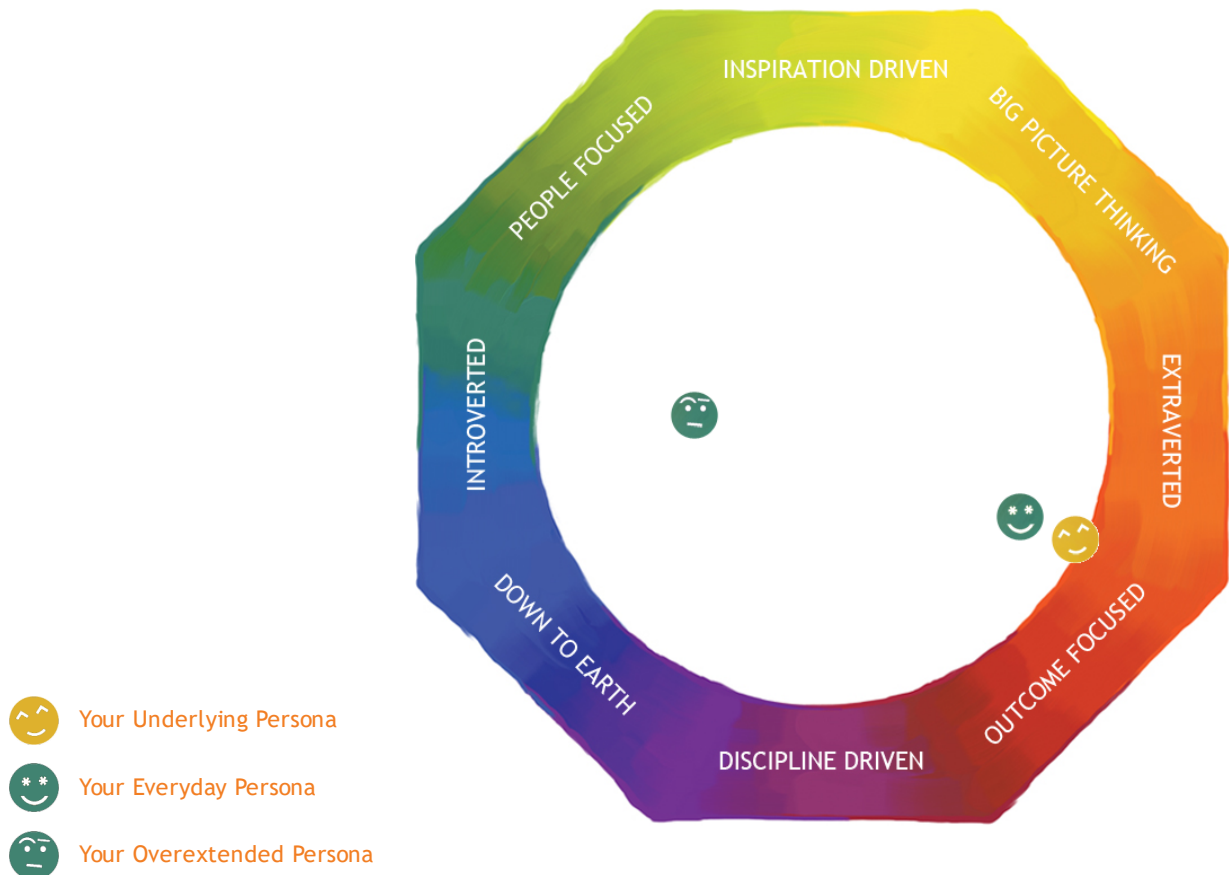 INSPIRATION DRIVEN
BIG PICTURE THINKING
PEOPLE FOCUSED
INTROVERTED
EXTRAVERTED
DOWN TO EARTH
OUTCOME FOCUSED
DISCIPLINE DRIVEN
Your Underlying Persona
Your Everyday Persona
Your Overextended Persona